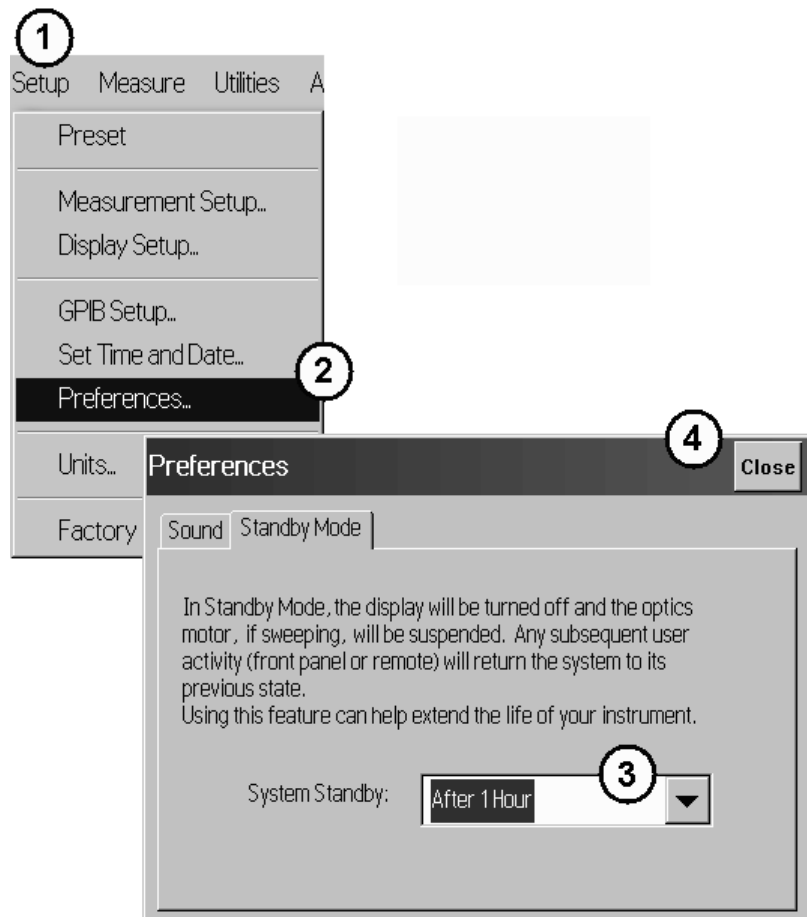 1
Setup Measure Utilities A
Preset
Measurement Setup...
Display Setup...
GPIB Setup...
Set Time and Date...
2
Preferences...
Units...
Factory
4
Preferences
Close
Sound Standby Mode
In Standby Mode, the display will be turned off and the optics
motor, if sweeping, will be suspended. Any subsequent user
activity (front panel or remote) will return the system to its
previous state.
Using this feature can help extend the life of your instrument.
3
System Standby: After 1 Hour